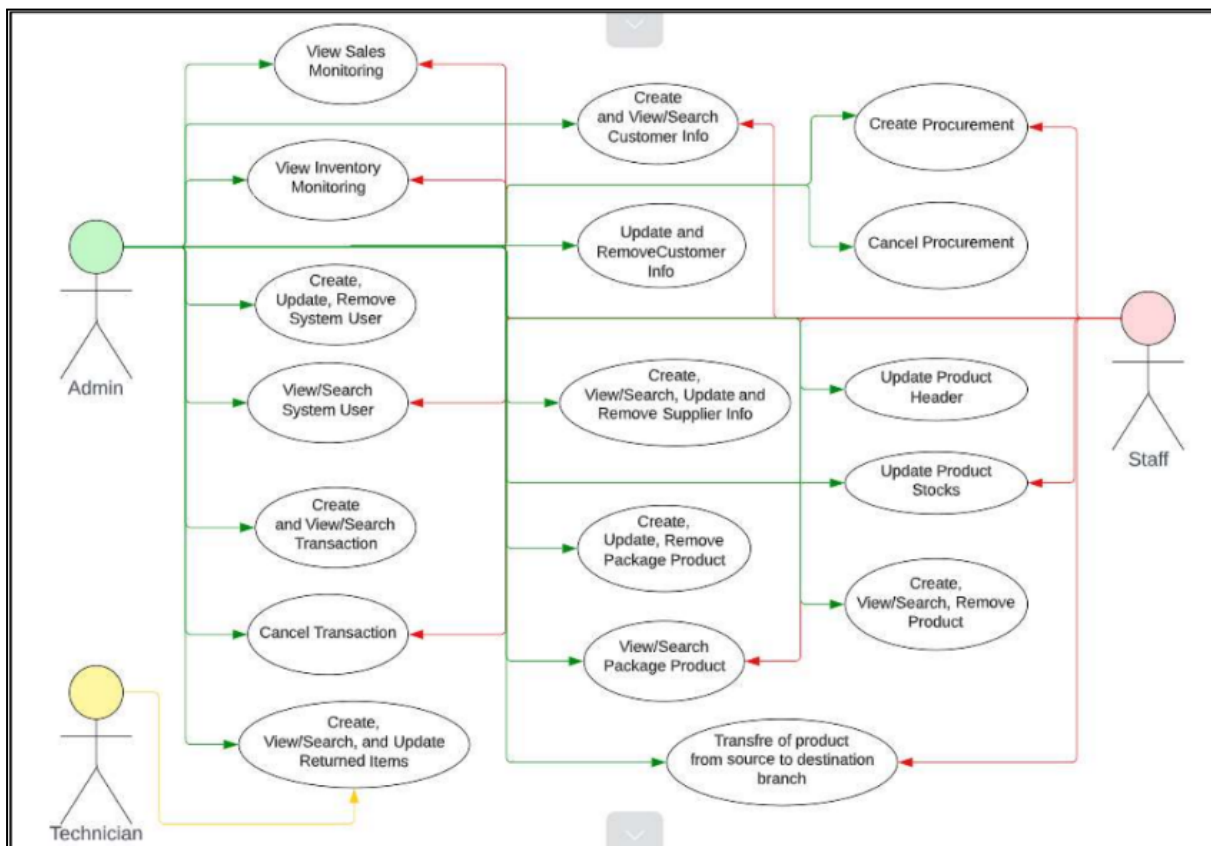 View Sales
Monitoring
Create
and View/Search
Customer Info
Create Procurement
View Inventory
Monitoring
Update and
RemoveCustomer
Info
Cancel Procurement
Create,
Update, Remove
System User
Admin
View/Search
System User
Create,
View/Search, Update and
Remove Supplier Info
Update Product
Header
Staff
Update Product
Stocks
Create
and View/Search
Transaction
Create,
Update, Remove
Package Product
Create,
View/Search, Remove
Product
Cancel Transaction
View/Search
Package Product
Create,
View/Search, and Update
Returned Items
Transfre of product
from source to destination
branch
Technician